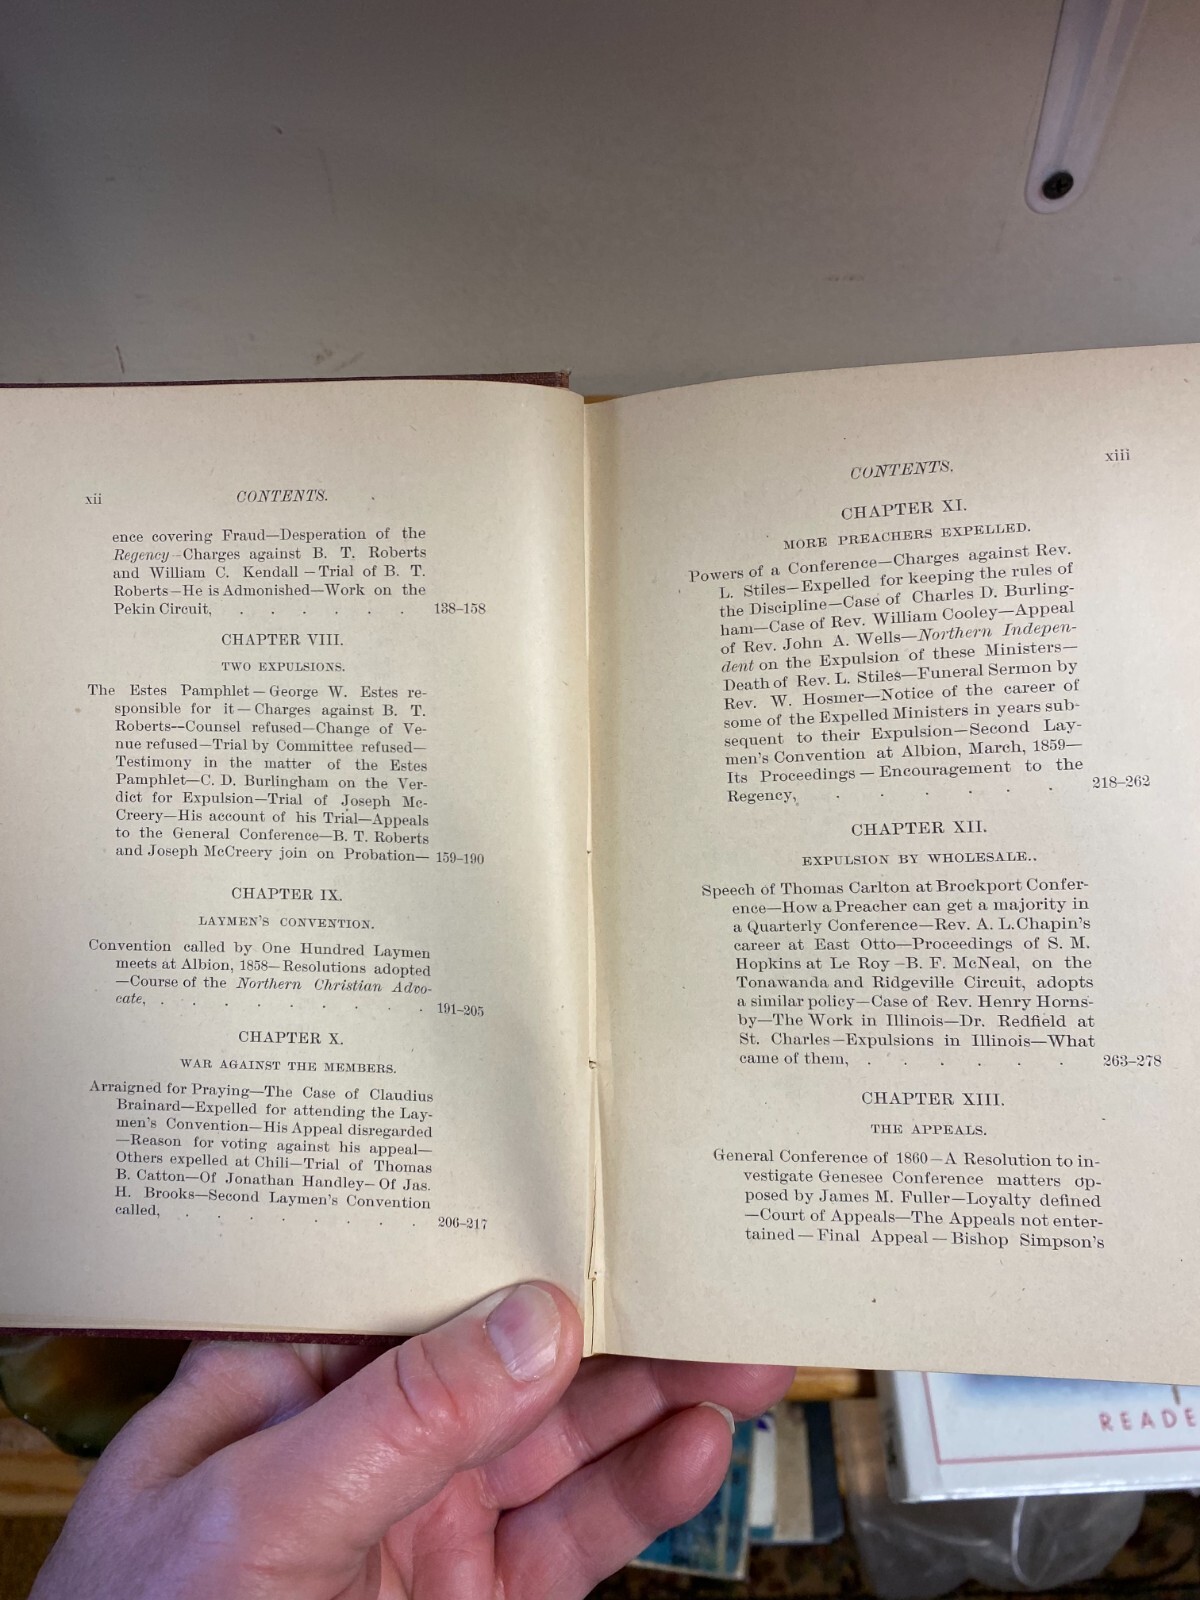 xii
CONTENTS.
ence covering Fraud—Desperation of the
Regency—Charges against B. T. Roberts
and William C. Kendall—Trial of B. T.
Roberts—He is Admonished—Work on the
Pekin Circuit, . . . . . . 138–158
CHAPTER VIII.
TWO EXPULSIONS.
The Estes Pamphlet—George W. Estes re-
sponsible for it—Charges against B. T.
Roberts—Counsel refused—Change of Ve-
nue refused—Trial by Committee refused—
Testimony in the matter of the Estes
Pamphlet—C. D. Burlingham on the Ver-
dict for Expulsion—Trial of Joseph Mc-
Creery—His account of his Trial—Appeals
to the General Conference—B. T. Roberts
and Joseph McCreery join on Probation— 159–190
CHAPTER IX.
LAYMEN'S CONVENTION.
Convention called by One Hundred Laymen
meets at Albion, 1858—Resolutions adopted
—Course of the Northern Christian Advo-
cate, . . . . . . . . 191–205
CHAPTER X.
WAR AGAINST THE MEMBERS.
Arraigned for Praying—The Case of Claudius
Brainard—Expelled for attending the Lay-
men's Convention—His Appeal disregarded
—Reason for voting against his appeal—
Others expelled at Chili—Trial of Thomas
B. Catton—Of Jonathan Handley—Of Jas.
H. Brooks—Second Laymen's Convention
called, . . . . . . . 206–217
CONTENTS.
xiii
CHAPTER XI.
MORE PREACHERS EXPELLED.
Powers of a Conference—Charges against Rev.
L. Stiles—Expelled for keeping the rules of
the Discipline—Case of Charles D. Burling-
ham—Case of Rev. William Cooley—Appeal
of Rev. John A. Wells—Northern Indepen-
dent on the Expulsion of these Ministers—
Death of Rev. L. Stiles—Funeral Sermon by
Rev. W. Hosmer—Notice of the career of
some of the Expelled Ministers in years sub-
sequent to their Expulsion—Second Lay-
men's Convention at Albion, March, 1859—
Its Proceedings—Encouragement to the
Regency, . . . . . . 218–262
CHAPTER XII.
EXPULSION BY WHOLESALE..
Speech of Thomas Carlton at Brockport Confer-
ence—How a Preacher can get a majority in
a Quarterly Conference—Rev. A. L. Chapin's
career at East Otto—Proceedings of S. M.
Hopkins at Le Roy—B. F. McNeal, on the
Tonawanda and Ridgeville Circuit, adopts
a similar policy—Case of Rev. Henry Horns-
by—The Work in Illinois—Dr. Redfield at
St. Charles—Expulsions in Illinois—What
came of them, . . . . . . 263–278
CHAPTER XIII.
THE APPEALS.
General Conference of 1860—A Resolution to in-
vestigate Genesee Conference matters op-
posed by James M. Fuller—Loyalty defined
—Court of Appeals—The Appeals not enter-
tained—Final Appeal—Bishop Simpson's
READE